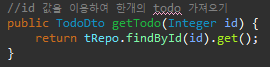 //id 값을 이용하여 한개의 todo 가져오기
public TodoDto getTodo(Integer id) {
return tRepo.findById(id).get();
}